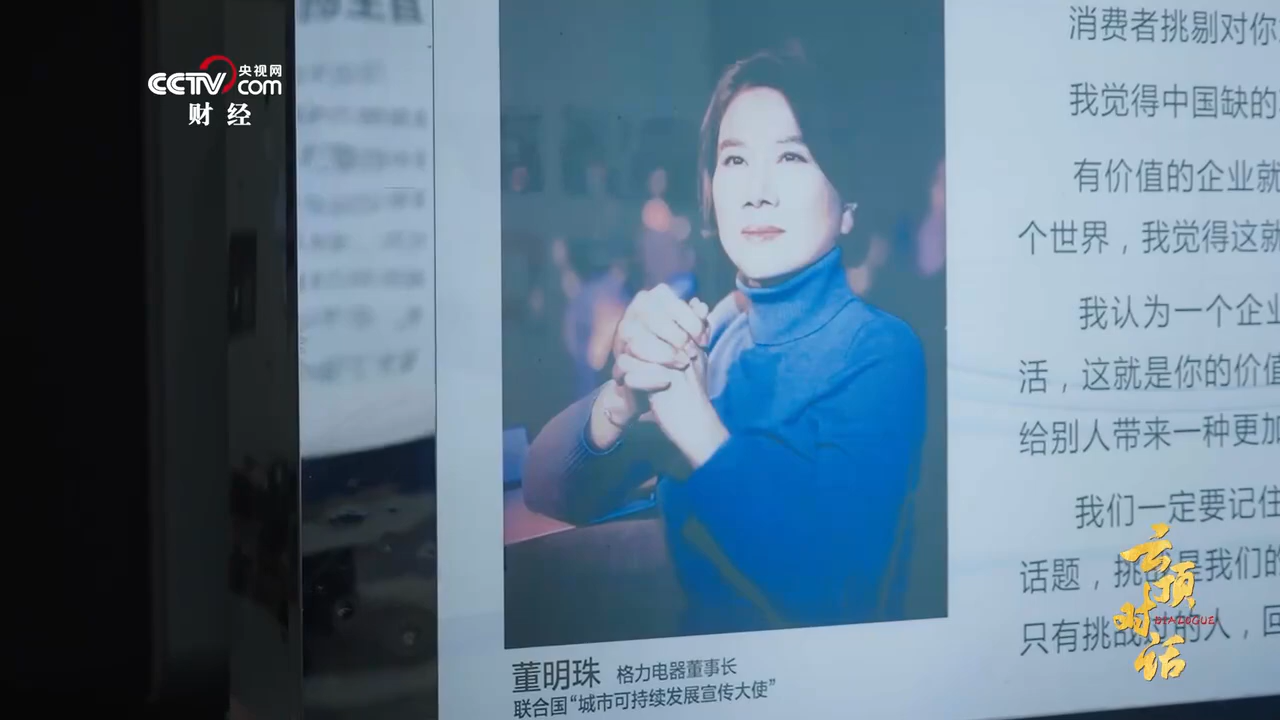 CCTV 央视网
com
财经
消费者挑剔对你
我觉得中国缺的
有价值的企业就
个世界，我觉得这就
我认为一个企业
活，这就是你的价值
给别人带来一种更加
我们一定要记住
话题，挑战是我们的
只有挑战过的人，回
董明珠 格力电器董事长
联合国“城市可持续发展宣传大使”
云顶对话
DIALOGUE